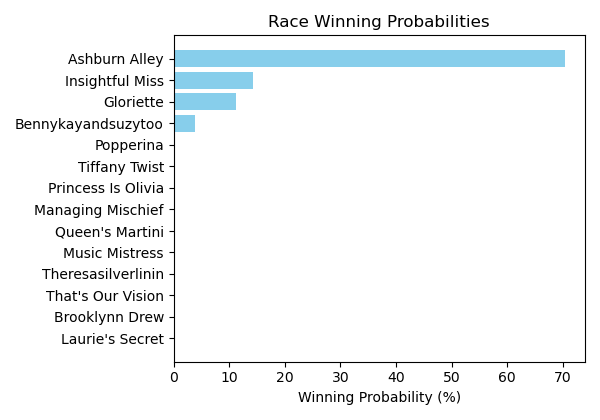 Race Winning Probabilities
Ashburn Alley
Insightful Miss
Gloriette
Bennykayandsuzytoo
Popperina
Tiffany Twist
Princess Is Olivia
Managing Mischief
Queen's Martini
Music Mistress
Theresasilverlinin
That's Our Vision
Brooklynn Drew
Laurie's Secret
0 10 20 30 40 50 60 70
Winning Probability (%)